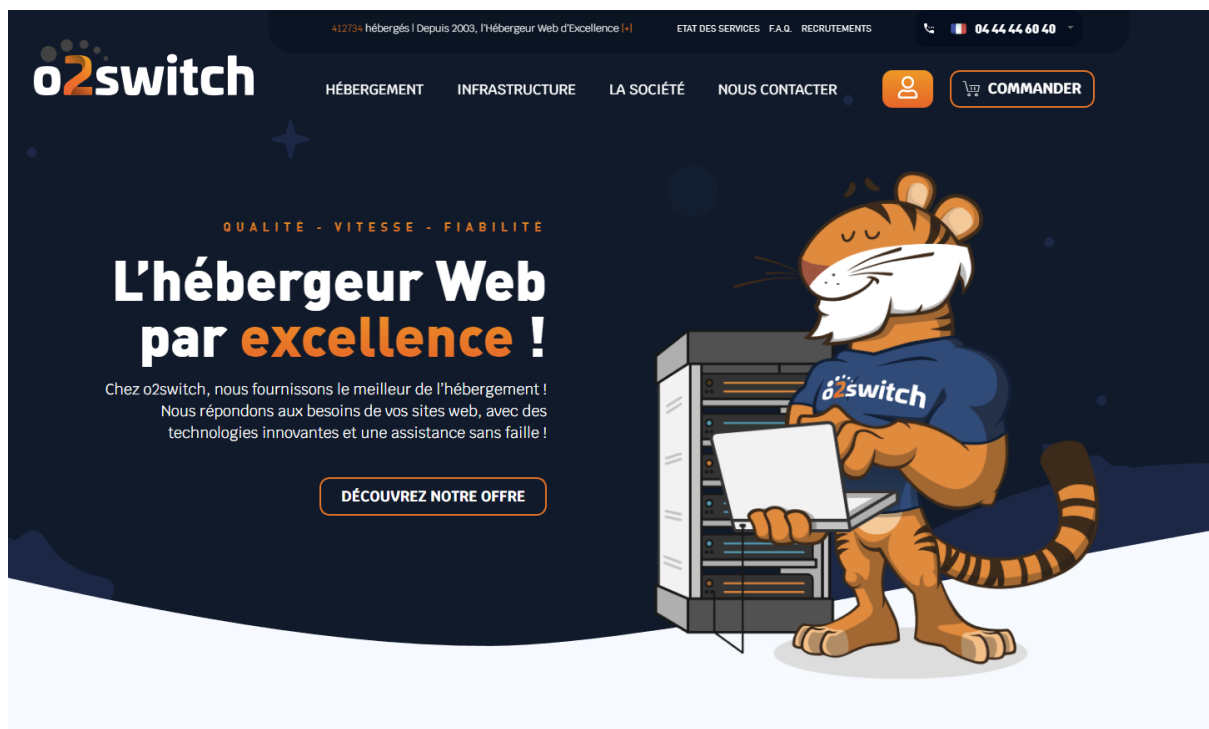 412734 hébergés | Depuis 2003, l'Hébergeur Web d'Excellence [+]
ETAT DES SERVICES F.A.Q. RECRUTEMENTS
04 44 44 60 40
o2switch
HÉBERGEMENT INFRASTRUCTURE LA SOCIÉTÉ NOUS CONTACTER
COMMANDER
QUALITÉ - VITESSE - FIABILITÉ
L'hébergeur Web
par excellence !
Chez o2switch, nous fournissons le meilleur de l'hébergement !
Nous répondons aux besoins de vos sites web, avec des
technologies innovantes et une assistance sans faille !
DÉCOUVREZ NOTRE OFFRE
o2switch